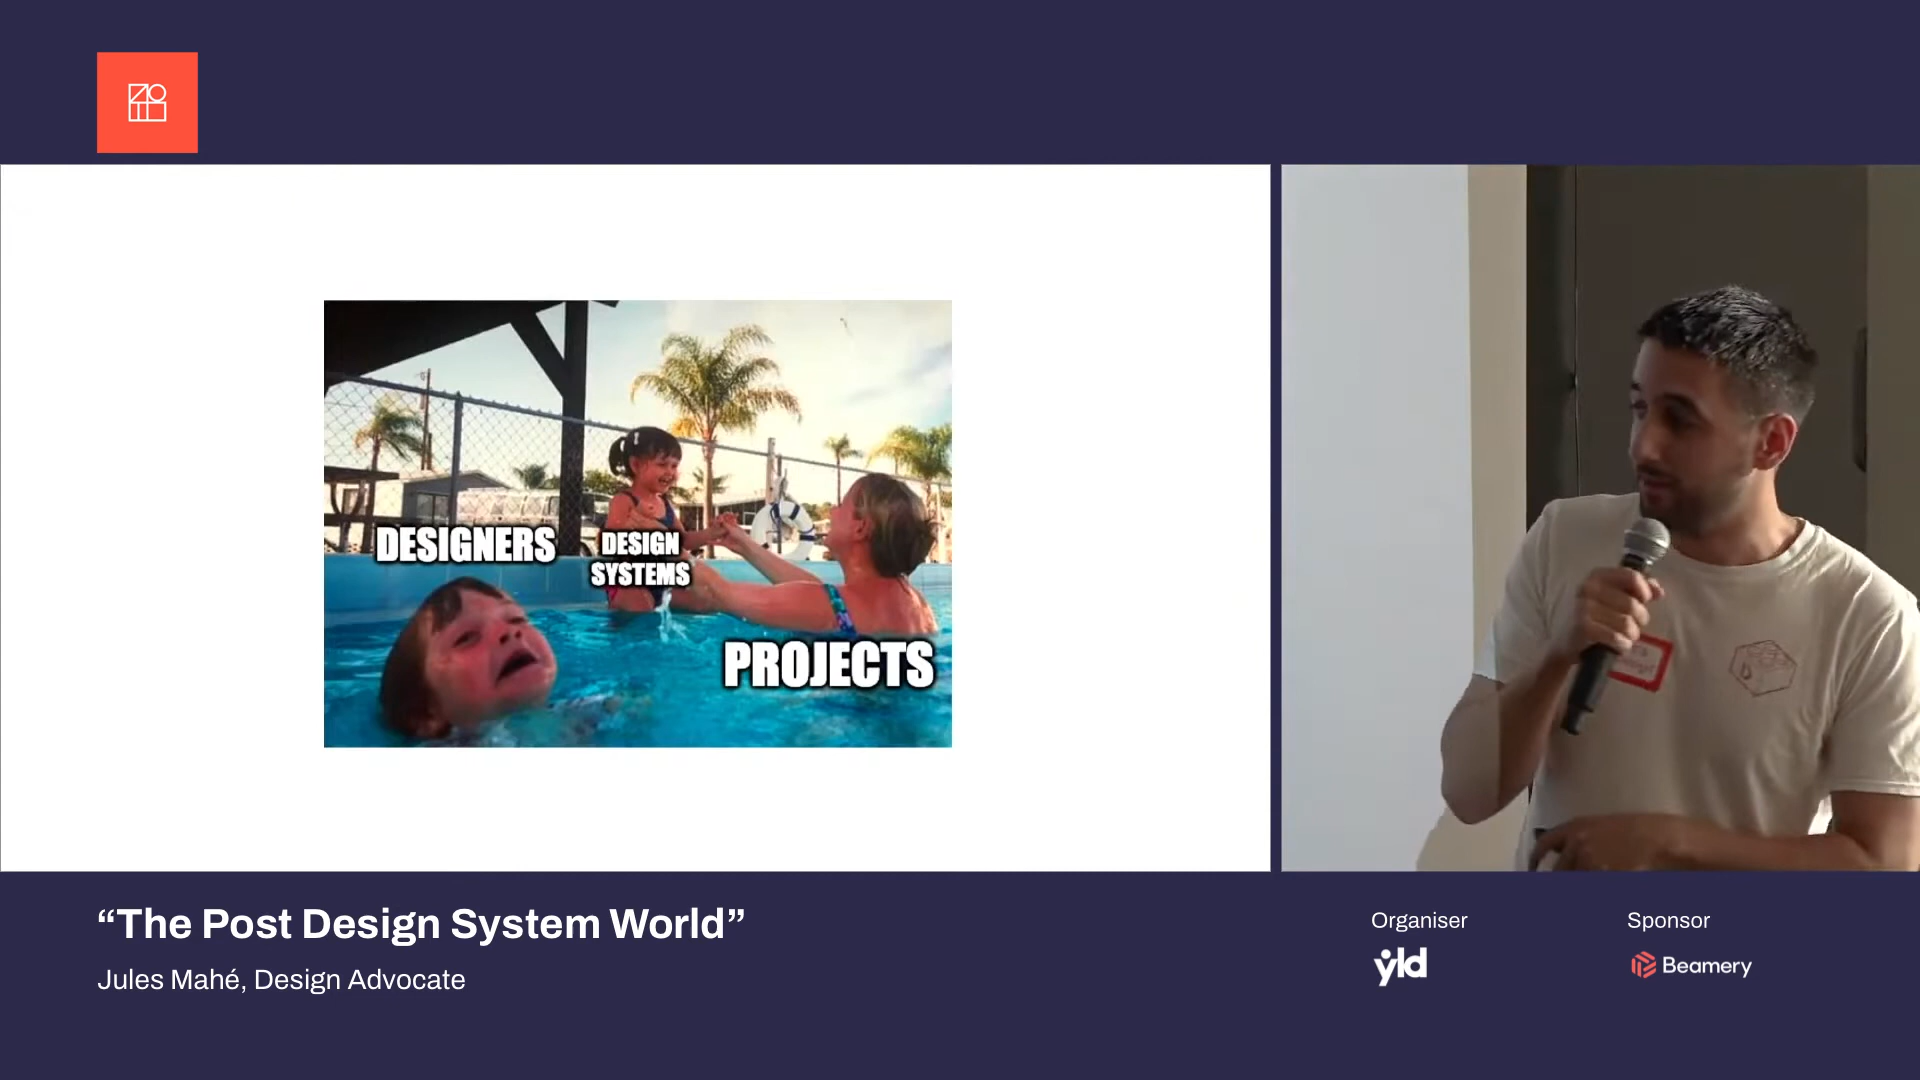 DESIGNERS
DESIGN
SYSTEMS
PROJECTS
“The Post Design System World”
Jules Mahé, Design Advocate
Organiser
Sponsor
yld
Beamery